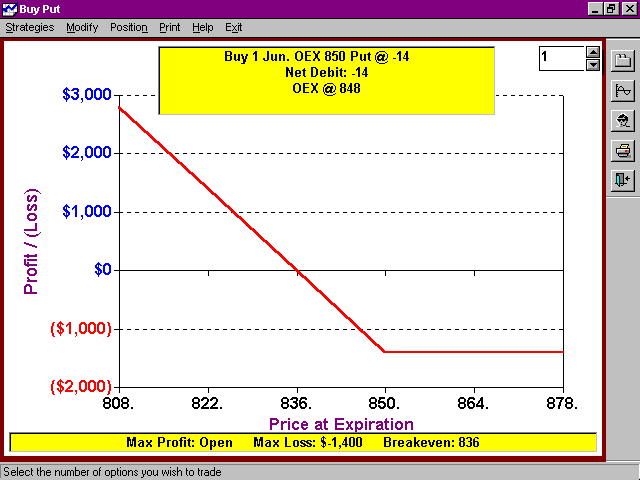 Buy Put
Strategies Modify Position Print Help Exit
Buy 1 Jun. OEX 850 Put @ -14
Net Debit: -14
OEX @ 848
1
$3,000
$2,000
$1,000
$0
($1,000)
($2,000)
Profit / (Loss)
808. 822. 836. 850. 864. 878.
Price at Expiration
Max Profit: Open Max Loss: $-1,400 Breakeven: 836
Select the number of options you wish to trade